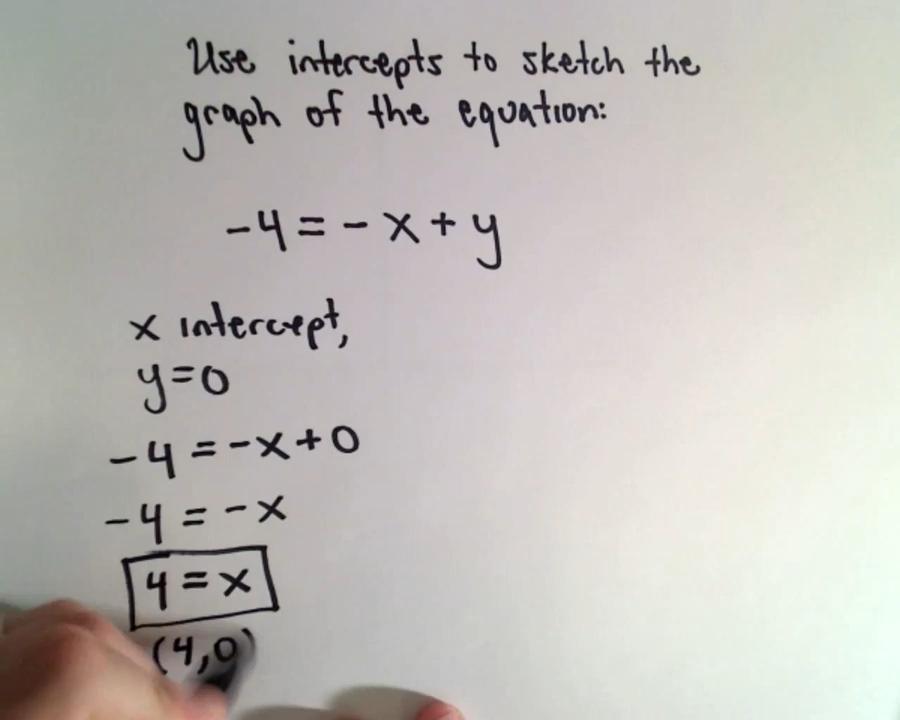 Use intercepts to sketch the
graph of the equation:
-4 = -x + y
x intercept,
y=0
-4 = -x + 0
-4 = -x
4 = x
(4,0)